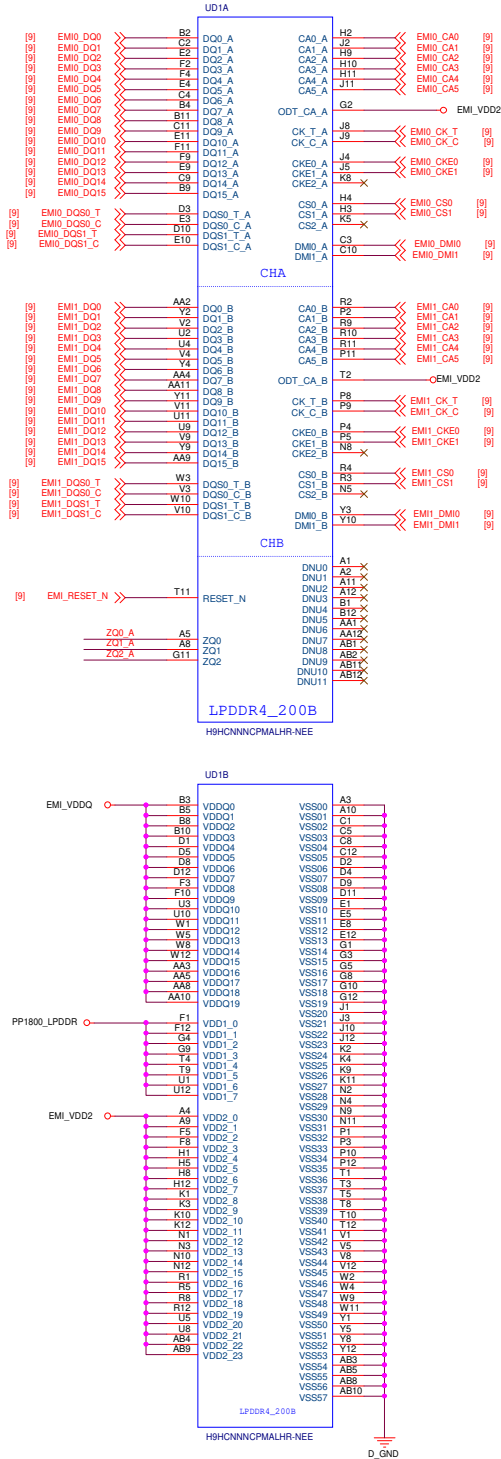 UD1A
[9] EMI0_DQ0 B2 DQ0_A CA0_A H2 EMI0_CA0 [9]
[9] EMI0_DQ1 C2 DQ1_A CA1_A J2 EMI0_CA1 [9]
[9] EMI0_DQ2 E2 DQ2_A CA2_A H9 EMI0_CA2 [9]
[9] EMI0_DQ3 F2 DQ3_A CA3_A H10 EMI0_CA3 [9]
[9] EMI0_DQ4 F4 DQ4_A CA4_A H11 EMI0_CA4 [9]
[9] EMI0_DQ5 E4 DQ5_A CA5_A J11 EMI0_CA5 [9]
[9] EMI0_DQ6 C4 DQ6_A
[9] EMI0_DQ7 B4 DQ7_A ODT_CA_A G2 EMI_VDD2
[9] EMI0_DQ8 B11 DQ8_A
[9] EMI0_DQ9 C11 DQ9_A CK_T_A J8 EMI0_CK_T [9]
[9] EMI0_DQ10 E11 DQ10_A CK_C_A J9 EMI0_CK_C [9]
[9] EMI0_DQ11 F11 DQ11_A
[9] EMI0_DQ12 F9 DQ12_A CKE0_A J4 EMI0_CKE0 [9]
[9] EMI0_DQ13 E9 DQ13_A CKE1_A J5 EMI0_CKE1 [9]
[9] EMI0_DQ14 C9 DQ14_A CKE2_A K8
[9] EMI0_DQ15 B9 DQ15_A
CS0_A H4 EMI0_CS0 [9]
[9] EMI0_DQS0_T D3 DQS0_T_A CS1_A H3 EMI0_CS1 [9]
[9] EMI0_DQS0_C E3 DQS0_C_A CS2_A K5
[9] EMI0_DQS1_T D10 DQS1_T_A
[9] EMI0_DQS1_C E10 DQS1_C_A DMI0_A C3 EMI0_DMI0 [9]
DMI1_A C10 EMI0_DMI1 [9]
CHA
[9] EMI1_DQ0 AA2 DQ0_B CA0_B R2 EMI1_CA0 [9]
[9] EMI1_DQ1 Y2 DQ1_B CA1_B P2 EMI1_CA1 [9]
[9] EMI1_DQ2 V2 DQ2_B CA2_B R9 EMI1_CA2 [9]
[9] EMI1_DQ3 U2 DQ3_B CA3_B R10 EMI1_CA3 [9]
[9] EMI1_DQ4 U4 DQ4_B CA4_B R11 EMI1_CA4 [9]
[9] EMI1_DQ5 V4 DQ5_B CA5_B P11 EMI1_CA5 [9]
[9] EMI1_DQ6 Y4 DQ6_B
[9] EMI1_DQ7 AA4 DQ7_B ODT_CA_B T2 EMI_VDD2
[9] EMI1_DQ8 AA11 DQ8_B
[9] EMI1_DQ9 Y11 DQ9_B CK_T_B P8 EMI1_CK_T [9]
[9] EMI1_DQ10 V11 DQ10_B CK_C_B P9 EMI1_CK_C [9]
[9] EMI1_DQ11 U11 DQ11_B
[9] EMI1_DQ12 U9 DQ12_B CKE0_B P4 EMI1_CKE0 [9]
[9] EMI1_DQ13 V9 DQ13_B CKE1_B P5 EMI1_CKE1 [9]
[9] EMI1_DQ14 Y9 DQ14_B CKE2_B N8
[9] EMI1_DQ15 AA9 DQ15_B
CS0_B R4 EMI1_CS0 [9]
[9] EMI1_DQS0_T W3 DQS0_T_B CS1_B R3 EMI1_CS1 [9]
[9] EMI1_DQS0_C V3 DQS0_C_B CS2_B N5
[9] EMI1_DQS1_T W10 DQS1_T_B
[9] EMI1_DQS1_C V10 DQS1_C_B DMI0_B Y3 EMI1_DMI0 [9]
DMI1_B Y10 EMI1_DMI1 [9]
CHB
DNU0 A1
DNU1 A2
DNU2 A11
[9] EMI_RESET_N T11 RESET_N DNU3 A12
DNU4 B1
DNU5 B12
DNU6 AA1
ZQ0_A A5 ZQ0 DNU7 AA12
ZQ1_A A8 ZQ1 DNU8 AB1
ZQ2_A G11 ZQ2 DNU9 AB2
DNU10 AB11
DNU11 AB12
LPDDR4_200B
H9HCNNNCPMALHR-NEE
UD1B
EMI_VDDQ B3 VDDQ0 VSS00 A3
B5 VDDQ1 VSS01 A10
B8 VDDQ2 VSS02 C1
B10 VDDQ3 VSS03 C5
D1 VDDQ4 VSS04 C8
D5 VDDQ5 VSS05 C12
D8 VDDQ6 VSS06 D2
D12 VDDQ7 VSS07 D4
F3 VDDQ8 VSS08 D9
F10 VDDQ9 VSS09 D11
U3 VDDQ10 VSS10 E1
U10 VDDQ11 VSS11 E5
W1 VDDQ12 VSS12 E8
W5 VDDQ13 VSS13 E12
W8 VDDQ14 VSS14 G1
W12 VDDQ15 VSS15 G3
AA3 VDDQ16 VSS16 G5
AA5 VDDQ17 VSS17 G8
AA8 VDDQ18 VSS18 G10
AA10 VDDQ19 VSS19 G12
VSS20 J1
PP1800_LPDDR F1 VDD1_0 VSS21 J3
F12 VDD1_1 VSS22 J10
G4 VDD1_2 VSS23 J12
G9 VDD1_3 VSS24 K2
T4 VDD1_4 VSS25 K4
T9 VDD1_5 VSS26 K9
U1 VDD1_6 VSS27 K11
U12 VDD1_7 VSS28 N2
VSS29 N4
EMI_VDD2 A4 VDD2_0 VSS30 N9
A9 VDD2_1 VSS31 N11
F5 VDD2_2 VSS32 P1
F8 VDD2_3 VSS33 P3
H1 VDD2_4 VSS34 P10
H5 VDD2_5 VSS35 P12
H8 VDD2_6 VSS36 T1
H12 VDD2_7 VSS37 T3
K1 VDD2_8 VSS38 T5
K3 VDD2_9 VSS39 T8
K10 VDD2_10 VSS40 T10
K12 VDD2_11 VSS41 T12
N1 VDD2_12 VSS42 V1
N3 VDD2_13 VSS43 V5
N10 VDD2_14 VSS44 V8
N12 VDD2_15 VSS45 V12
R1 VDD2_16 VSS46 W2
R5 VDD2_17 VSS47 W4
R8 VDD2_18 VSS48 W9
R12 VDD2_19 VSS49 W11
U5 VDD2_20 VSS50 Y1
U8 VDD2_21 VSS51 Y5
AB4 VDD2_22 VSS52 Y8
AB9 VDD2_23 VSS53 Y12
VSS54 AB3
VSS55 AB5
VSS56 AB8
VSS57 AB10
LPDDR4_200B
H9HCNNNCPMALHR-NEE
D_GND